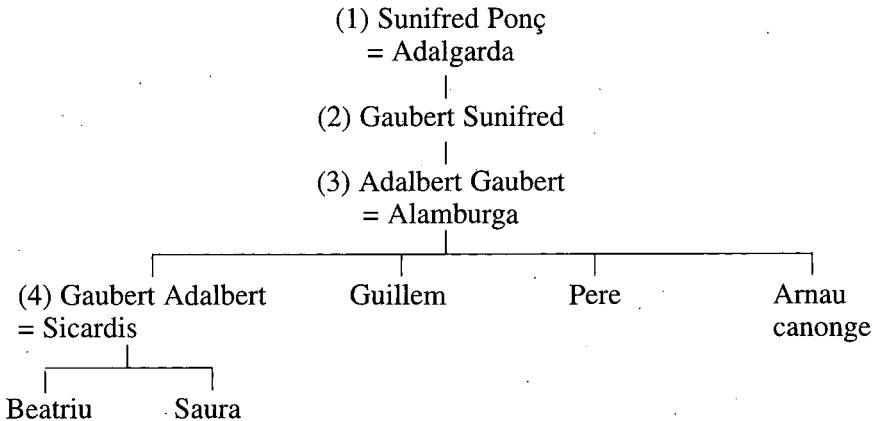 (1) Sunifred Ponç
= Adalgarda
(2) Gaubert Sunifred
(3) Adalbert Gaubert
= Alamburga
(4) Gaubert Adalbert Guillem Pere Arnau
= Sicardis canonge
Beatriu Saura